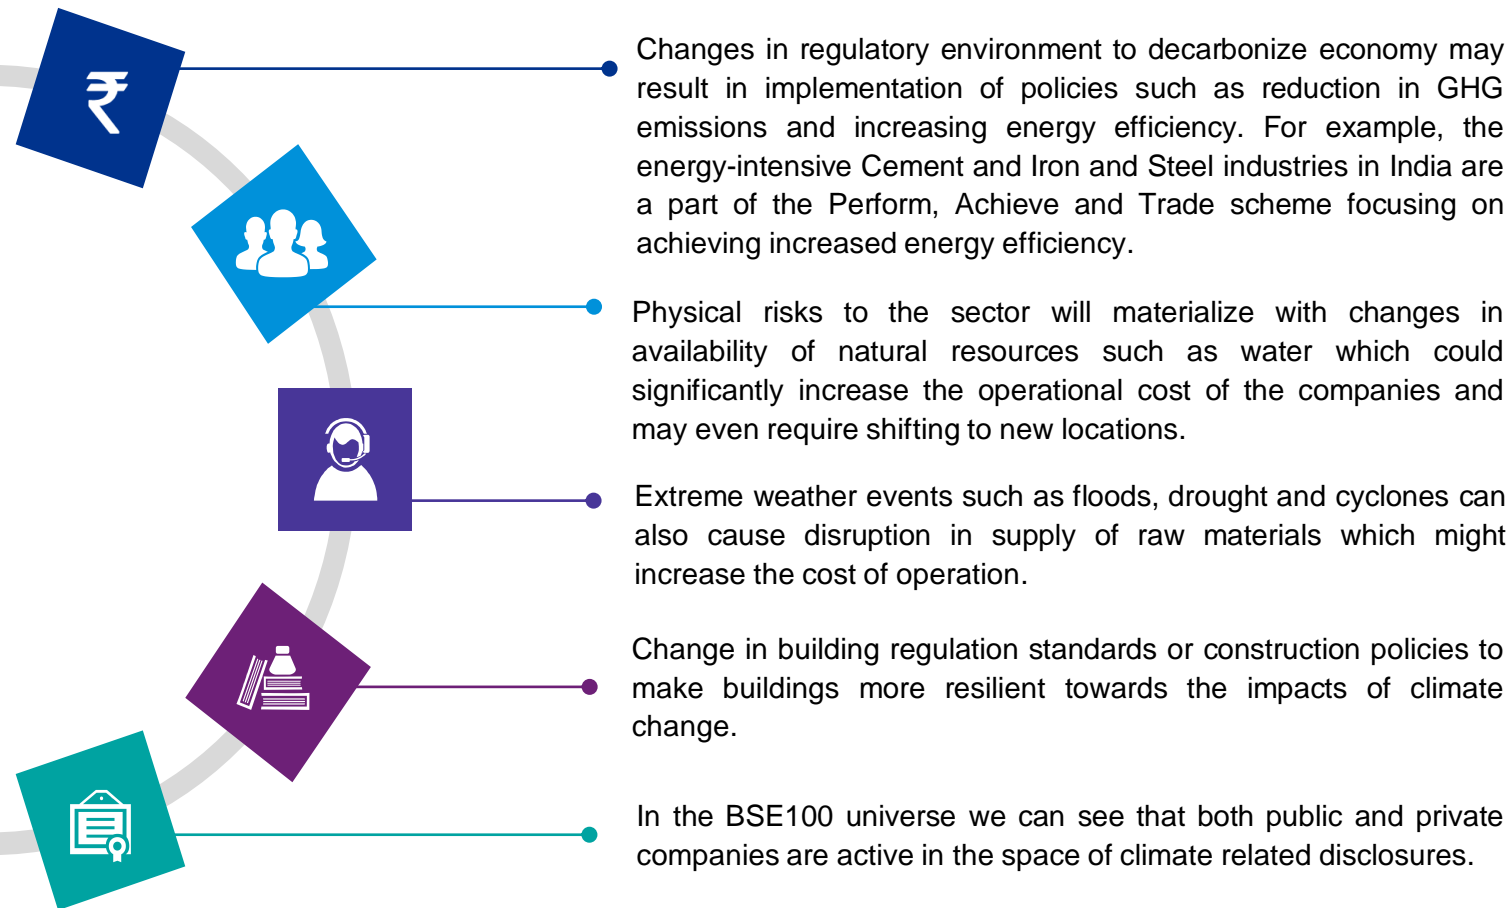 ₹
Changes in regulatory environment to decarbonize economy may
result in implementation of policies such as reduction in GHG
emissions and increasing energy efficiency. For example, the
energy-intensive Cement and Iron and Steel industries in India are
a part of the Perform, Achieve and Trade scheme focusing on
achieving increased energy efficiency.
Physical risks to the sector will materialize with changes in
availability of natural resources such as water which could
significantly increase the operational cost of the companies and
may even require shifting to new locations.
Extreme weather events such as floods, drought and cyclones can
also cause disruption in supply of raw materials which might
increase the cost of operation.
Change in building regulation standards or construction policies to
make buildings more resilient towards the impacts of climate
change.
In the BSE100 universe we can see that both public and private
companies are active in the space of climate related disclosures.